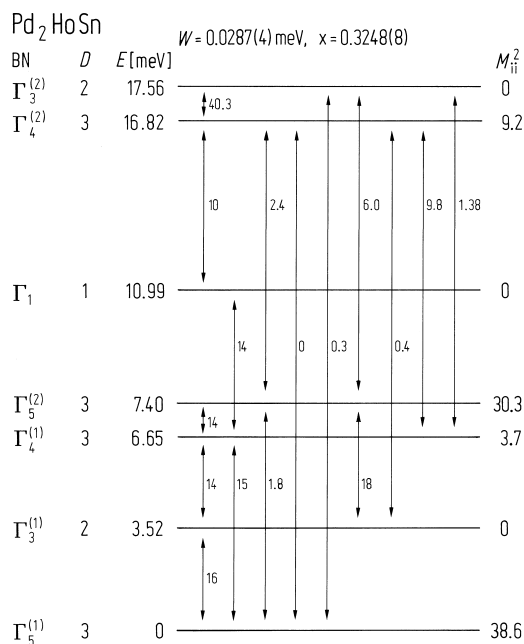 Pd₂HoSn
W = 0.0287(4) meV, x = 0.3248(8)
BN D E[meV] M²ᵢᵢ
Γ₃⁽²⁾ 2 17.56 0
40.3
Γ₄⁽²⁾ 3 16.82 9.2
10 2.4 6.0 9.8 1.38
Γ₁ 1 10.99 0
14 0 0.3 0.4
Γ₅⁽²⁾ 3 7.40 30.3
14
Γ₄⁽¹⁾ 3 6.65 3.7
14 15 1.8 18
Γ₃⁽¹⁾ 2 3.52 0
16
Γ₅⁽¹⁾ 3 0 38.6